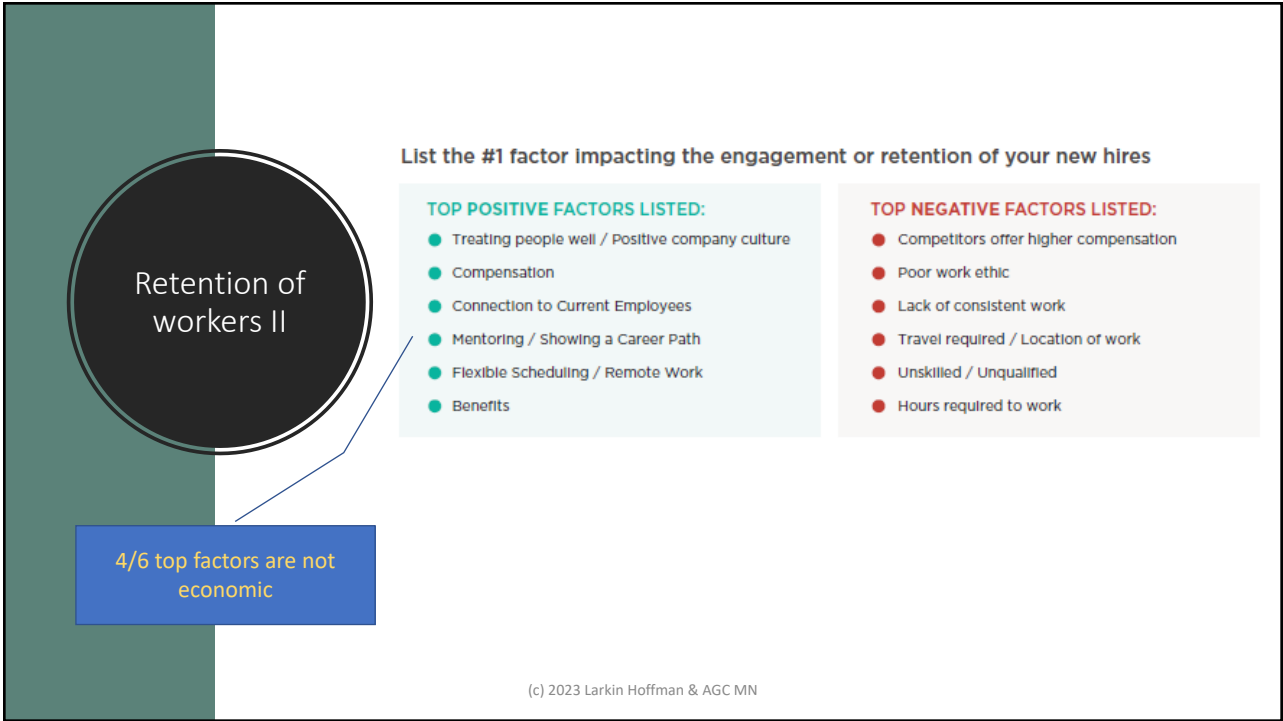 Retention of
workers II
List the #1 factor impacting the engagement or retention of your new hires
TOP POSITIVE FACTORS LISTED:
Treating people well / Positive company culture
Compensation
Connection to Current Employees
Mentoring / Showing a Career Path
Flexible Scheduling / Remote Work
Benefits
TOP NEGATIVE FACTORS LISTED:
Competitors offer higher compensation
Poor work ethic
Lack of consistent work
Travel required / Location of work
Unskilled / Unqualified
Hours required to work
4/6 top factors are not
economic
(c) 2023 Larkin Hoffman & AGC MN